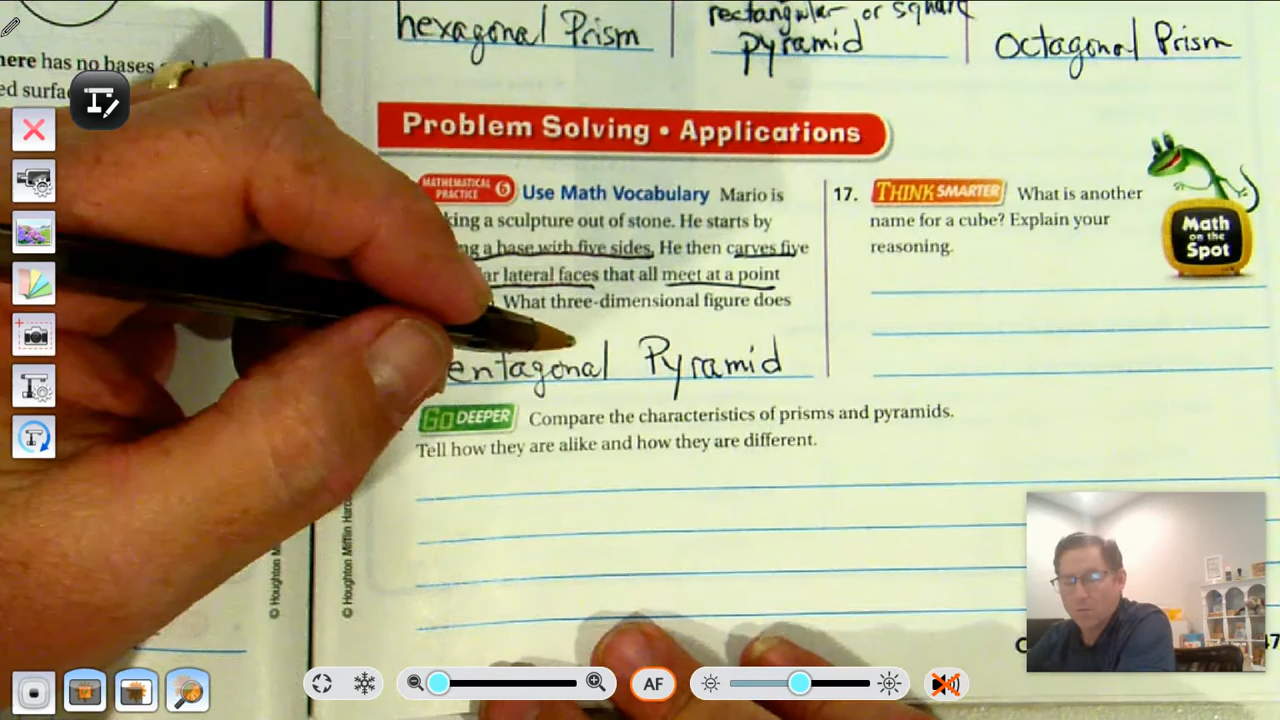 hexagonal Prism
rectangular or square
pyramid
Octagonal Prism
here has no bases
ed surfa
Problem Solving • Applications
MATHEMATICAL
PRACTICE 6
Use Math Vocabulary Mario is
king a sculpture out of stone. He starts by
g a base with five sides. He then carves five
ar lateral faces that all meet at a point
What three-dimensional figure does
entagonal Pyramid
17. THINK SMARTER What is another
name for a cube? Explain your
reasoning.
Math
on the
Spot
Go DEEPER Compare the characteristics of prisms and pyramids.
Tell how they are alike and how they are different.
© Houghton M
© Houghton Mifflin Harc
AF